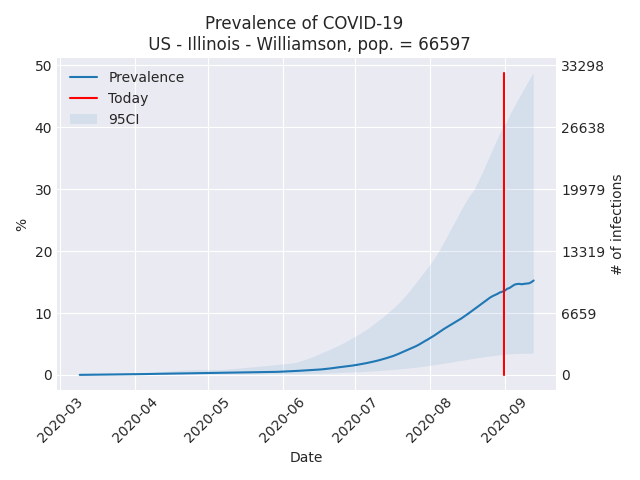 Prevalence of COVID-19
US - Illinois - Williamson, pop. = 66597
Prevalence
Today
95CI
50
40
30
20
10
0
%
33298
26638
19979
13319
6659
0
# of infections
2020-03
2020-04
2020-05
2020-06
2020-07
2020-08
2020-09
Date